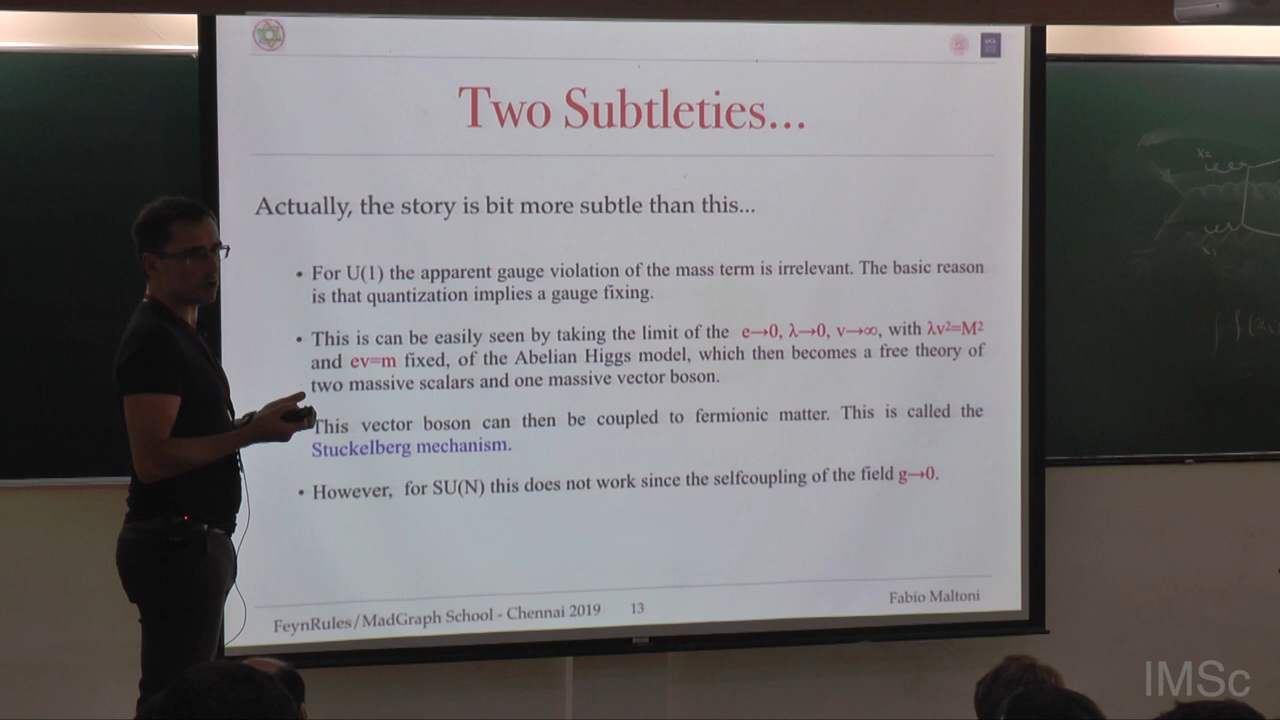 Two Subtleties...
Actually, the story is bit more subtle than this...
• For U(1) the apparent gauge violation of the mass term is irrelevant. The basic reason
is that quantization implies a gauge fixing.
• This is can be easily seen by taking the limit of the e→0, λ→0, v→∞, with λv²=M²
and ev=m fixed, of the Abelian Higgs model, which then becomes a free theory of
two massive scalars and one massive vector boson.
This vector boson can then be coupled to fermionic matter. This is called the
Stuckelberg mechanism.
• However, for SU(N) this does not work since the selfcoupling of the field g→0.
FeynRules/MadGraph School - Chennai 2019 13 Fabio Maltoni
IMSc